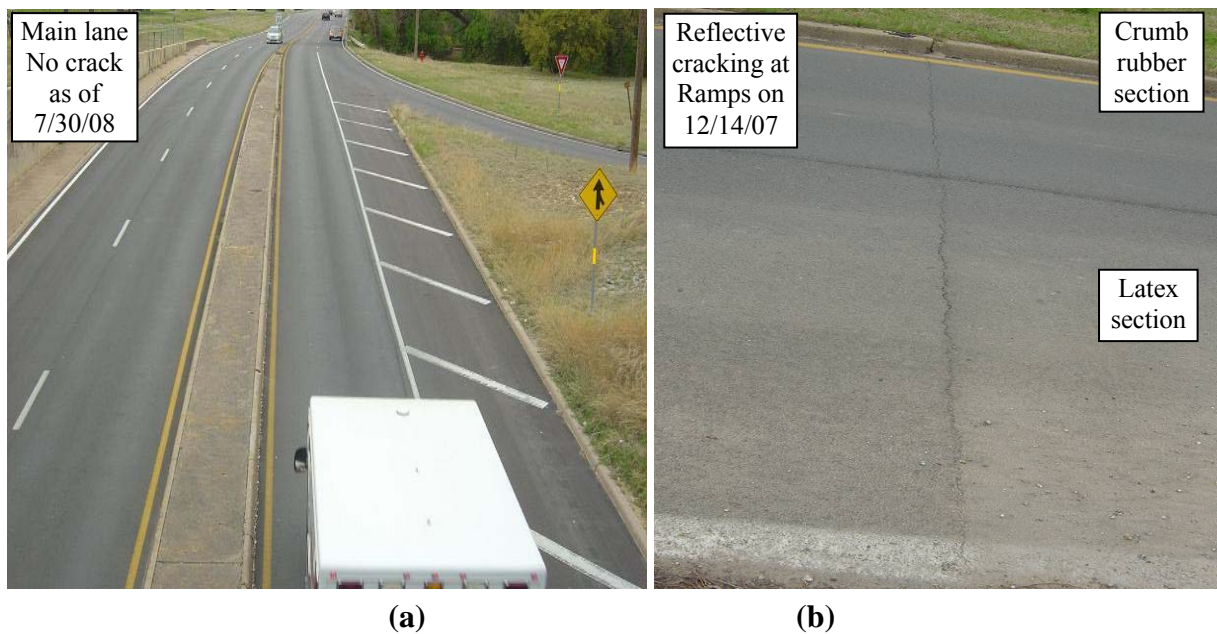 Main lane
No crack
as of
7/30/08
Reflective
cracking at
Ramps on
12/14/07
Crumb
rubber
section
Latex
section
(a)
(b)